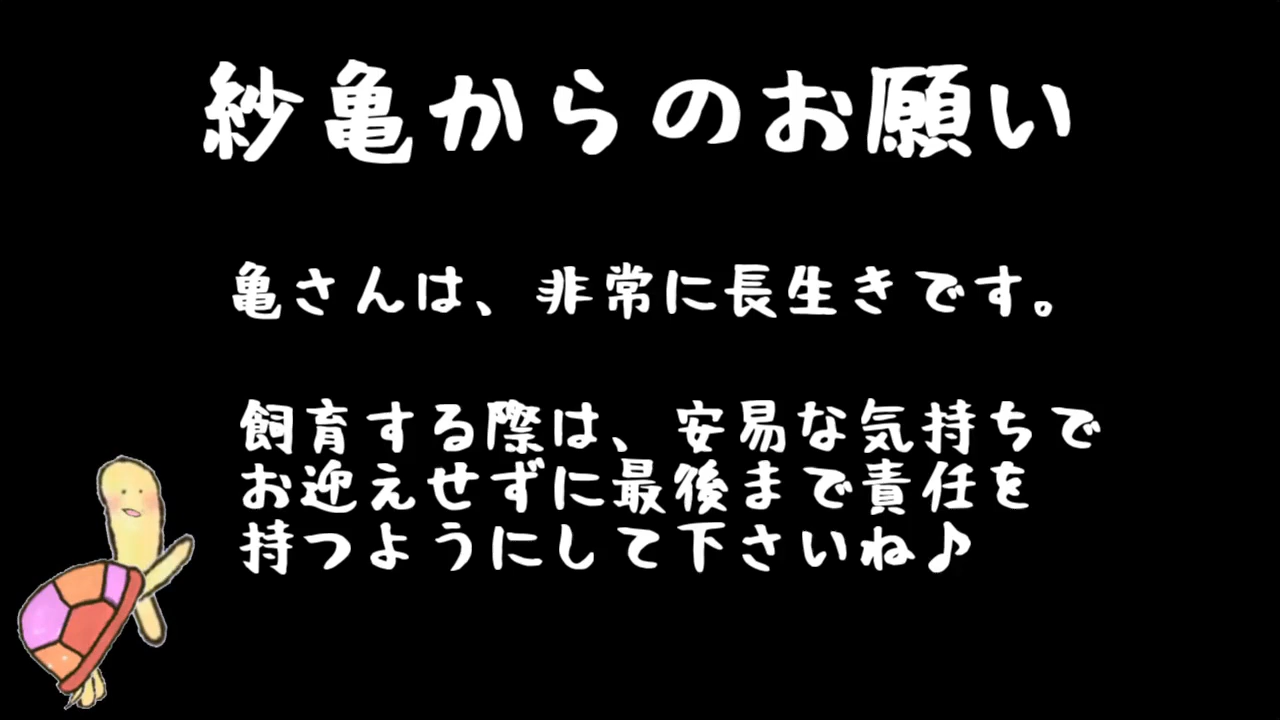 紗亀からのお願い
亀さんは、非常に長生きです。
飼育する際は、安易な気持ちで
お迎えせずに最後まで責任を
持つようにして下さいね♪